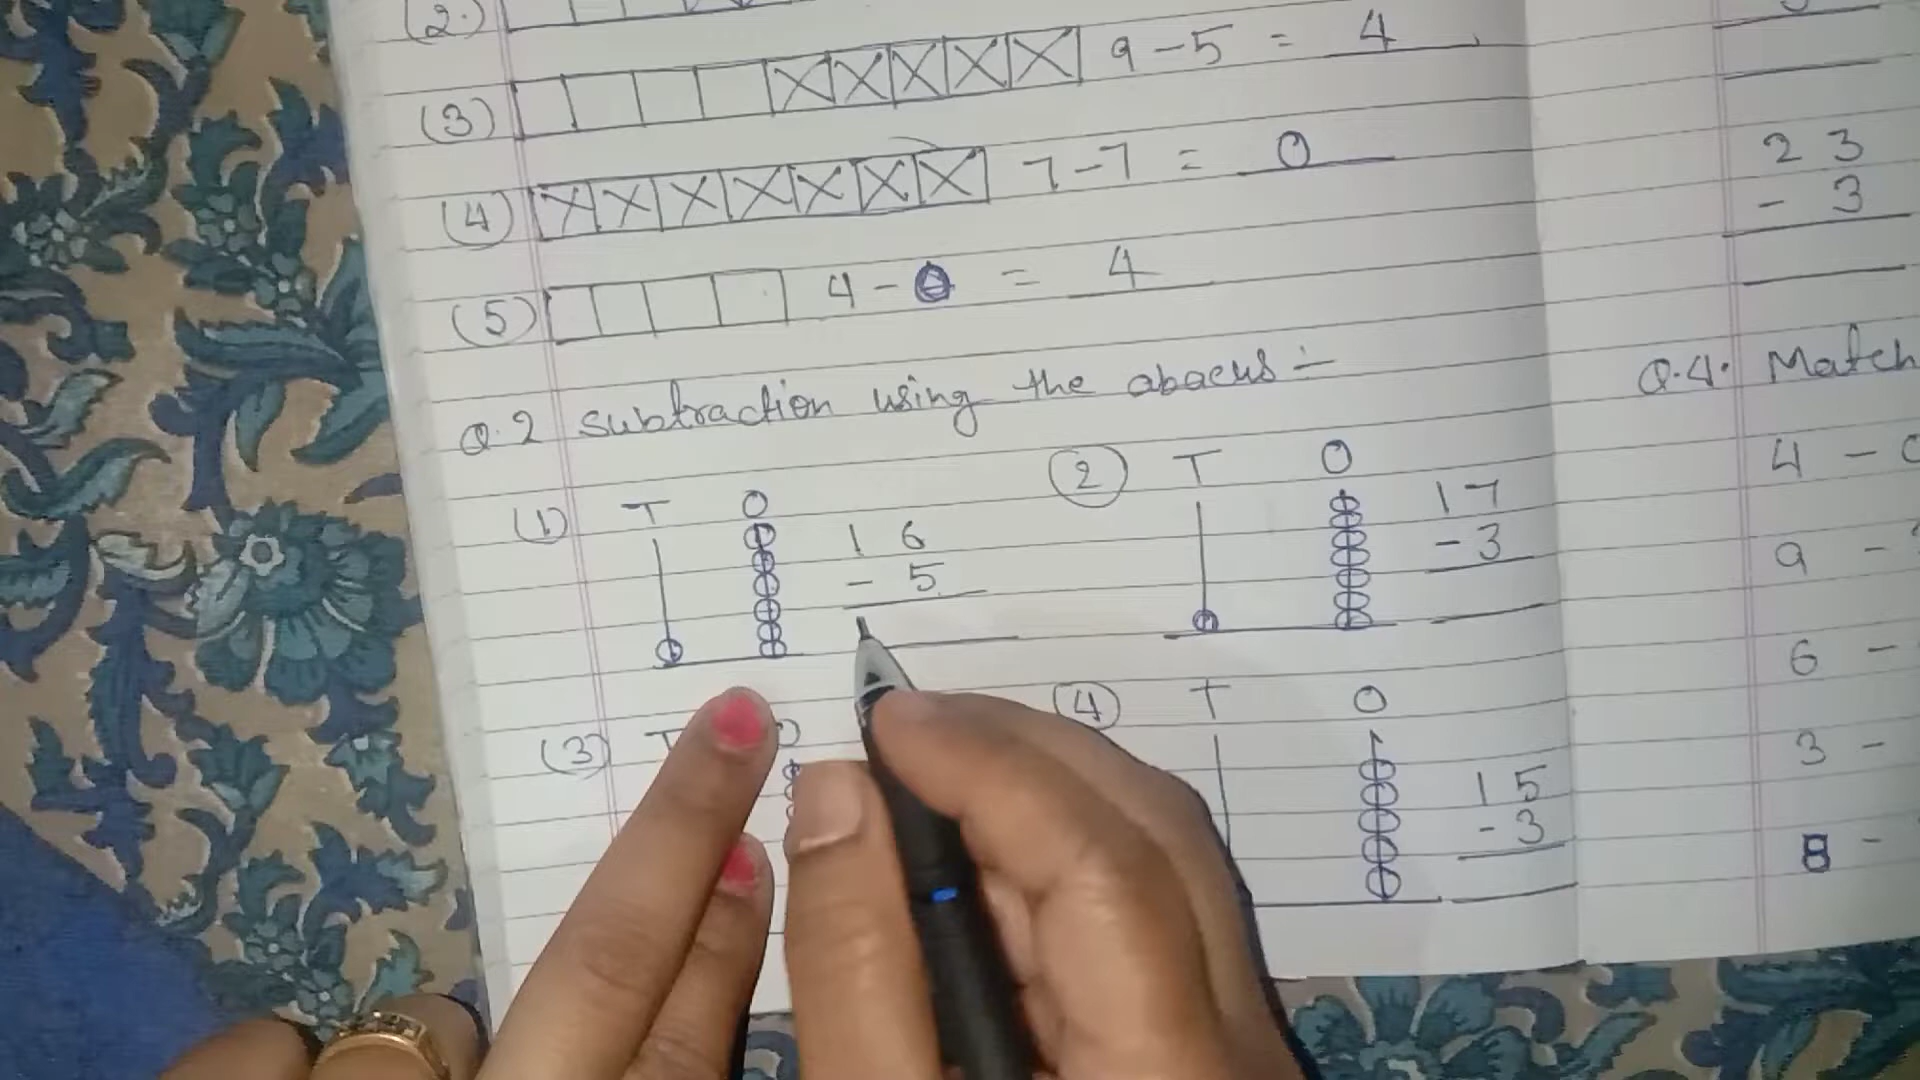 (2.)
(3) 9 - 5 = 4
(4) 7 - 7 = 0
(5) 4 - 0 = 4
Q.2 subtraction using the abacus :-
(1) T O
1 6
- 5
(2) T O
17
- 3
(3) T O
(4) T O
1 5
- 3
2 3
- 3
Q.4. Match
4 -
9 -
6 -
3 -
8 -